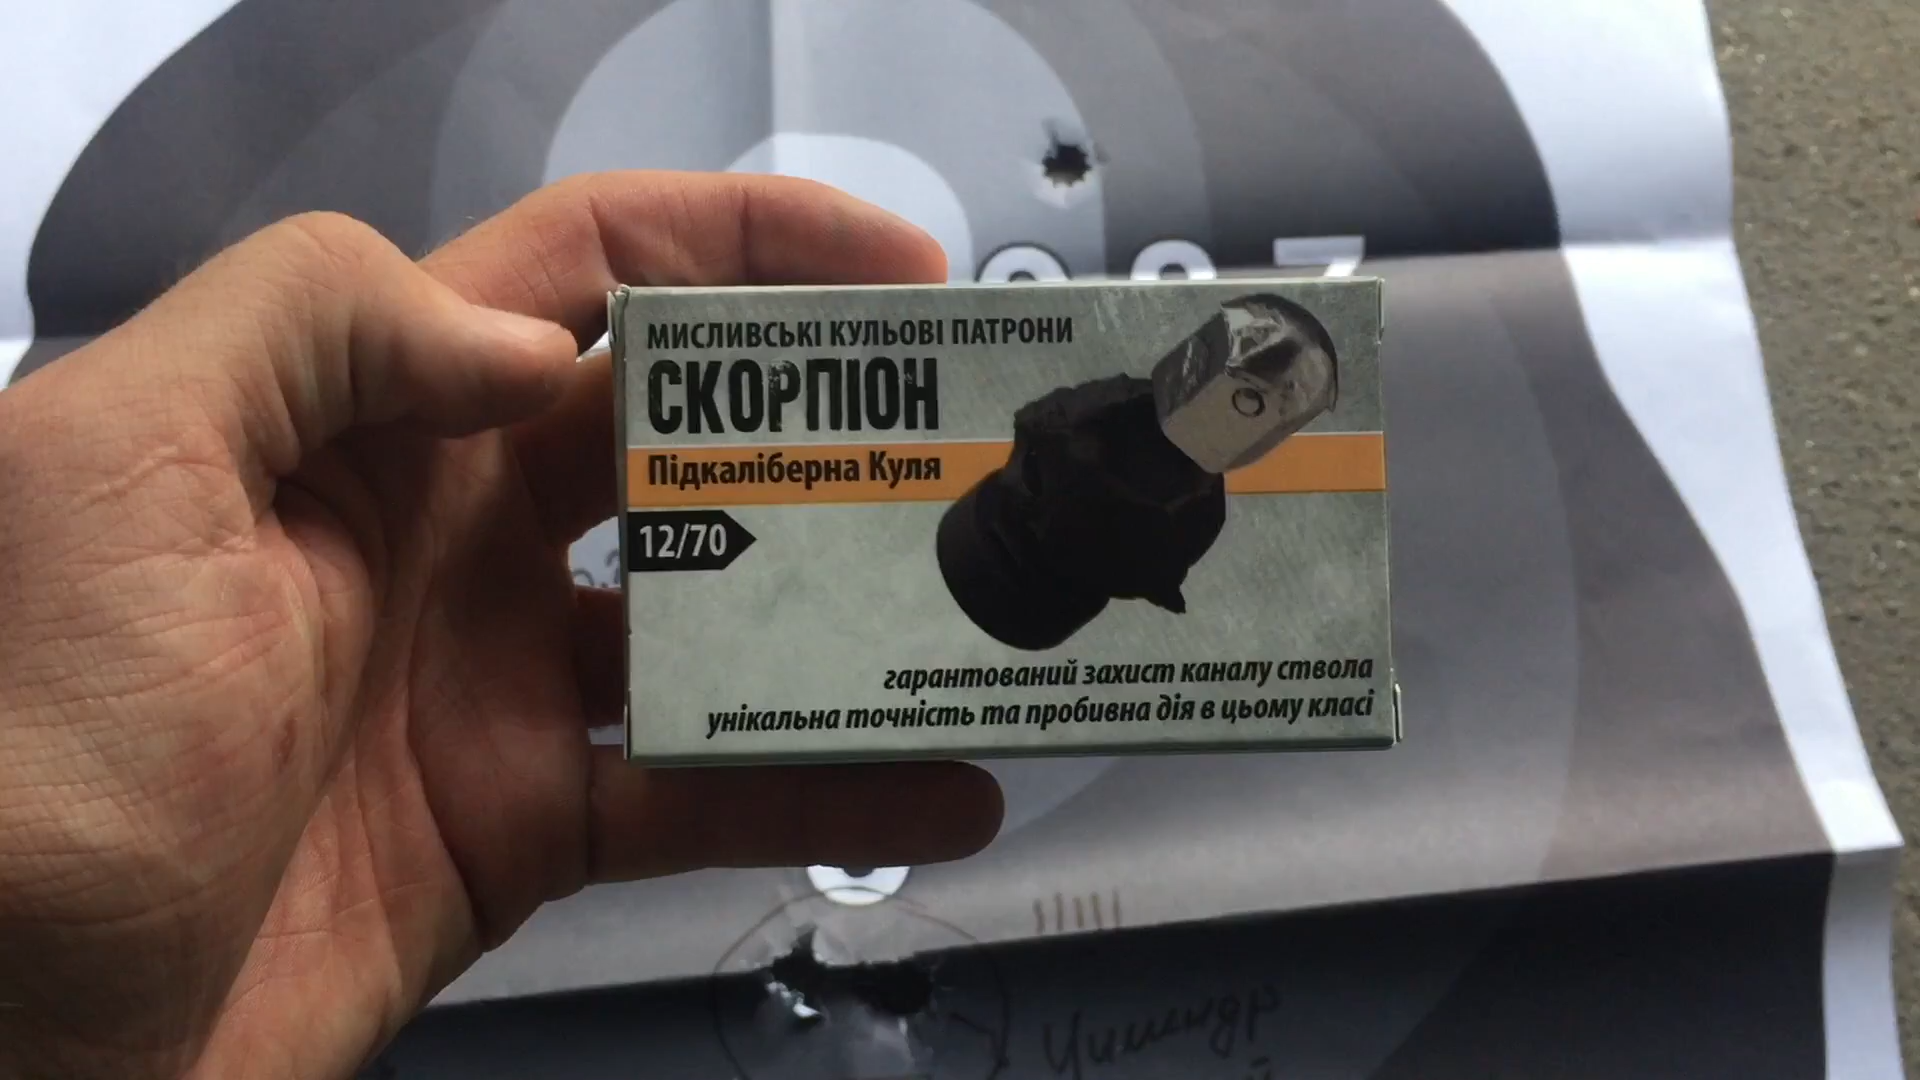 МИСЛИВСЬКІ КУЛЬОВІ ПАТРОНИ
СКОРПІОН
Підкаліберна Куля
12/70
гарантований захист каналу ствола
унікальна точність та пробивна дія в цьому класі
Цилиндр